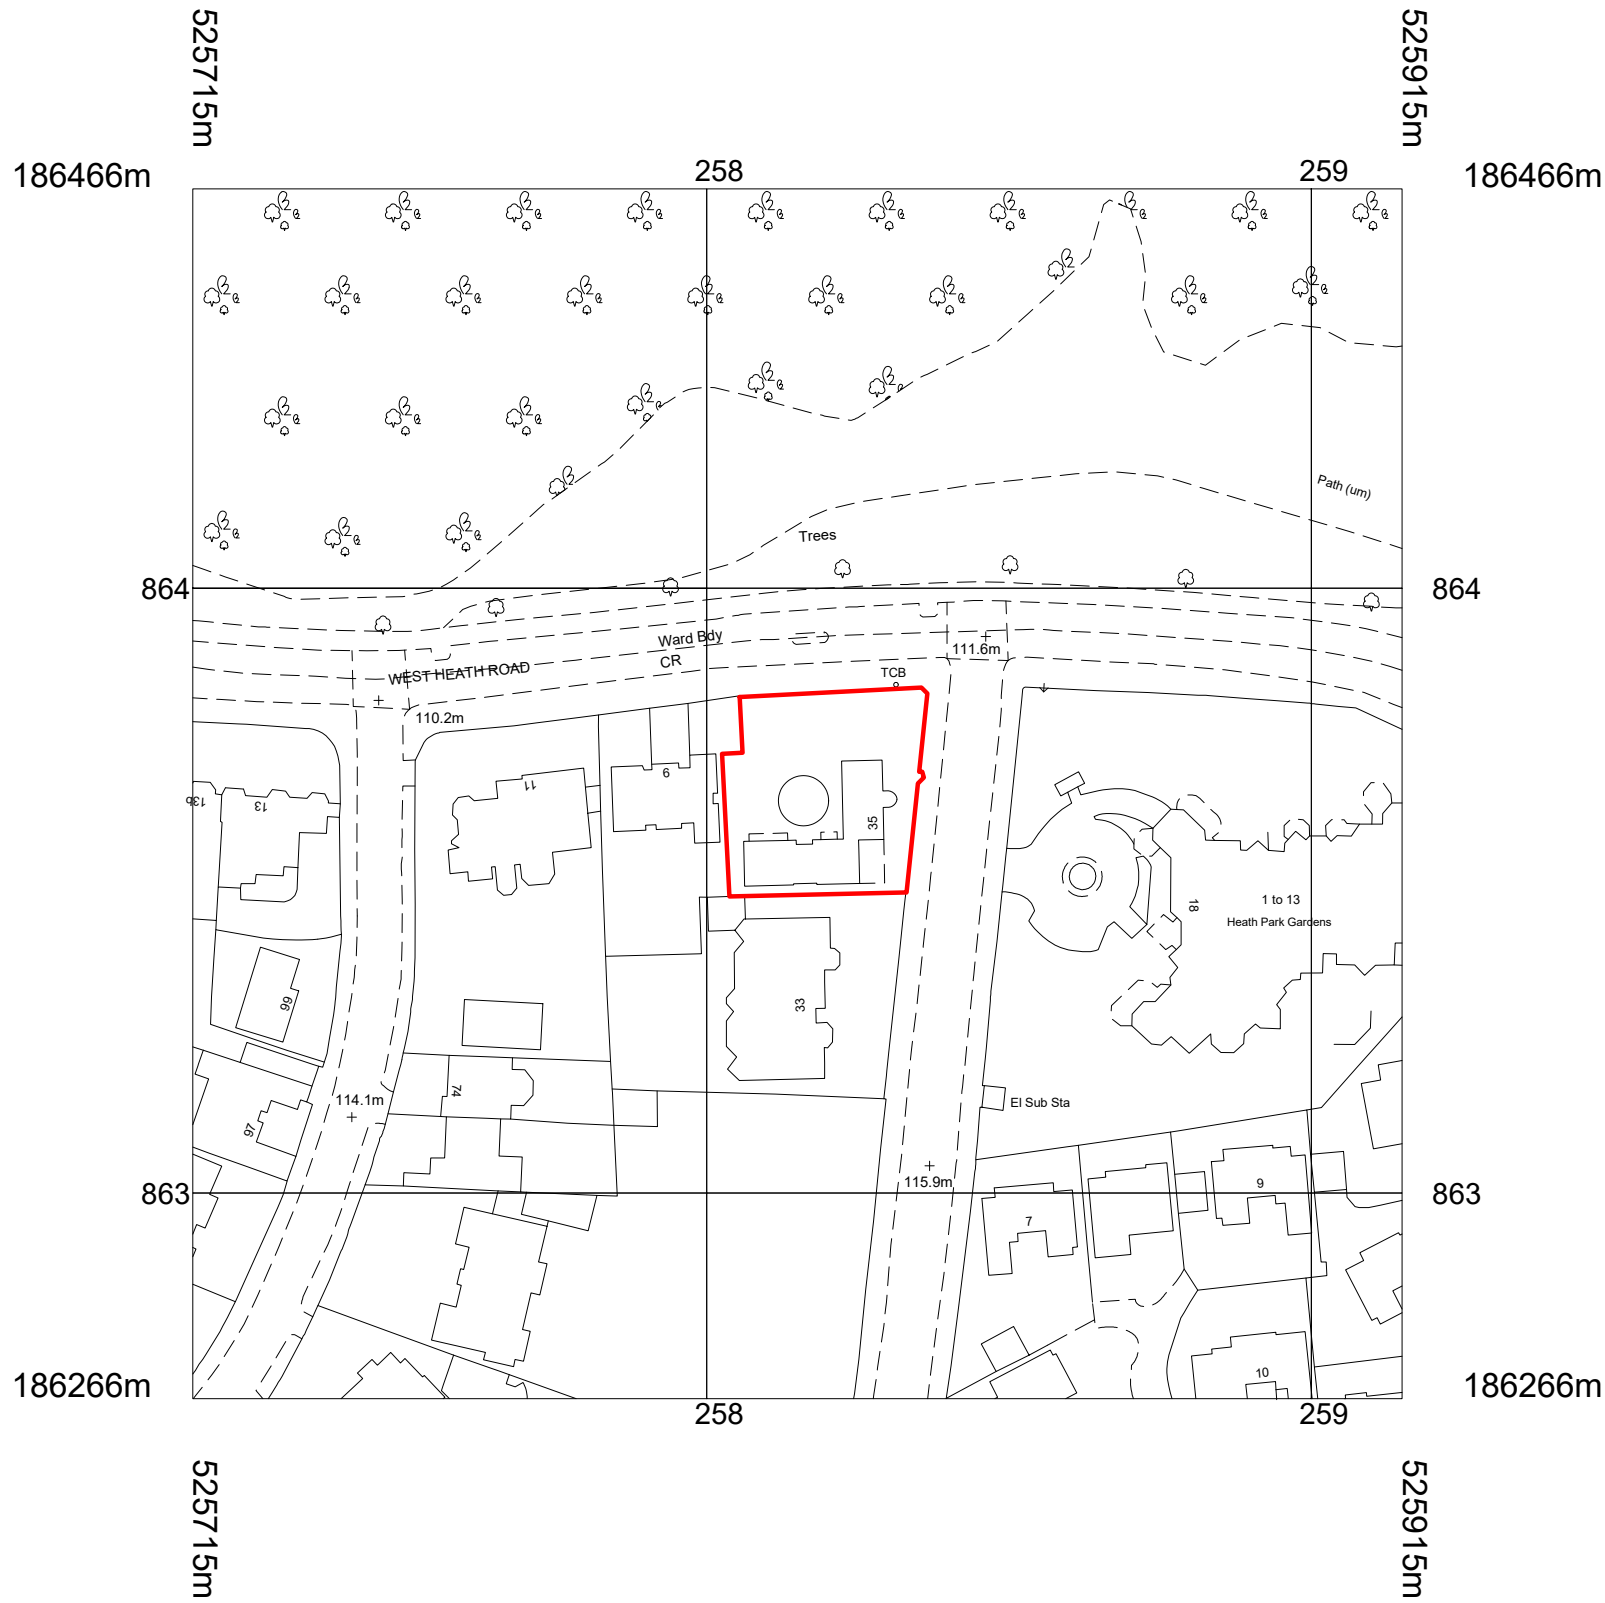 525715m
525915m
186466m
258
259
186466m
Path (um)
Trees
864
864
Ward Bdy
CR
111.6m
WEST HEATH ROAD
TCB
110.2m
9
11
13b
13
35
18
1 to 13
Heath Park Gardens
99
33
74
114.1m
El Sub Sta
97
115.9m
863
863
9
7
10
186266m
186266m
258
259
525715m
525915m